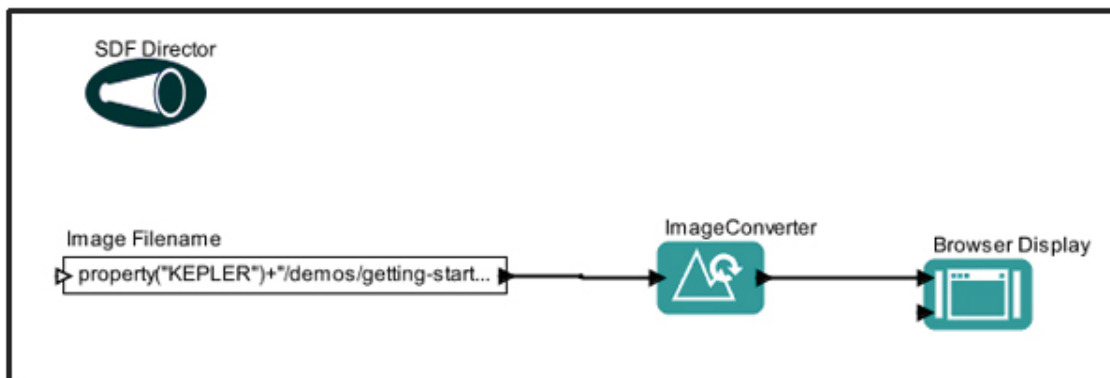 SDF Director
Image Filename
property("KEPLER")+"/demos/getting-start...
ImageConverter
Browser Display